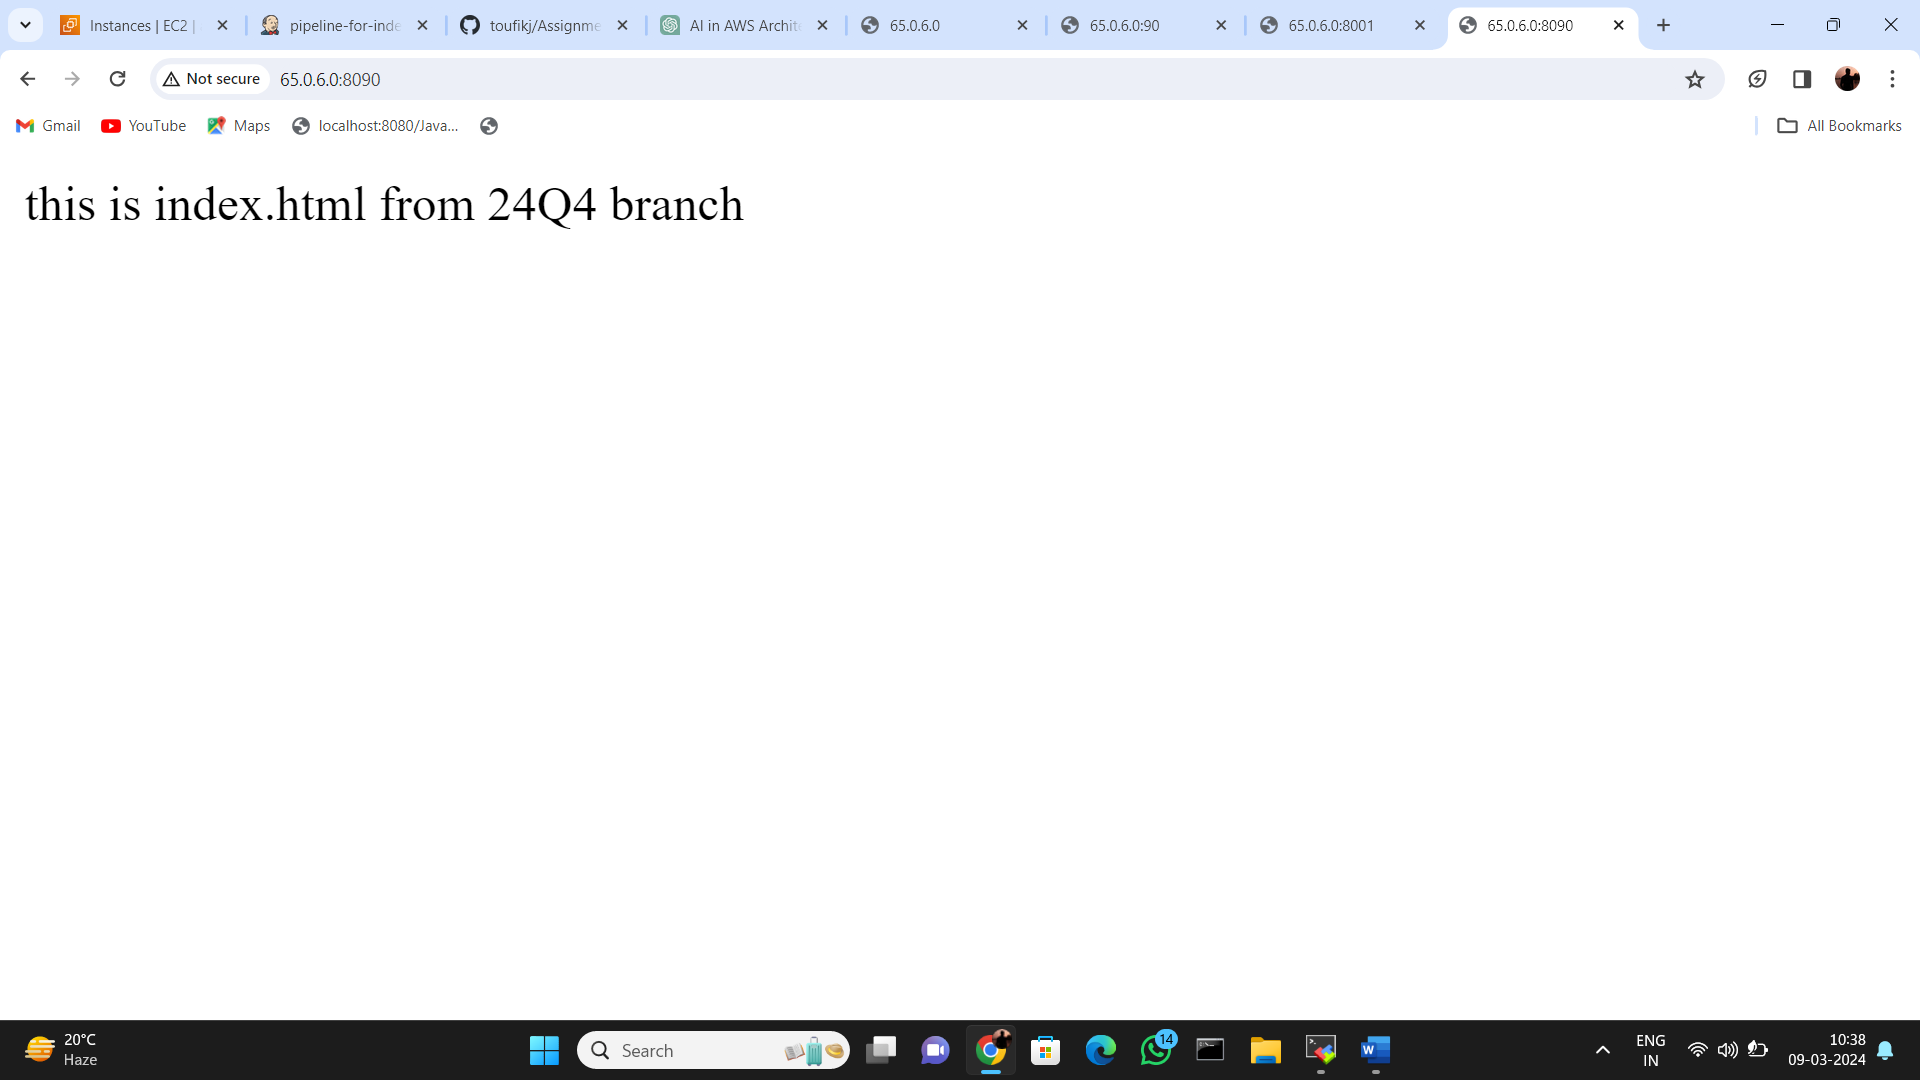 Instances | EC2 |
pipeline-for-inde
toufikj/Assignme
AI in AWS Archit
65.0.6.0
65.0.6.0:90
65.0.6.0:8001
65.0.6.0:8090
Not secure
65.0.6.0:8090
Gmail
YouTube
Maps
localhost:8080/Java...
All Bookmarks
this is index.html from 24Q4 branch
20°C
Haze
Search
14
ENG
IN
10:38
09-03-2024